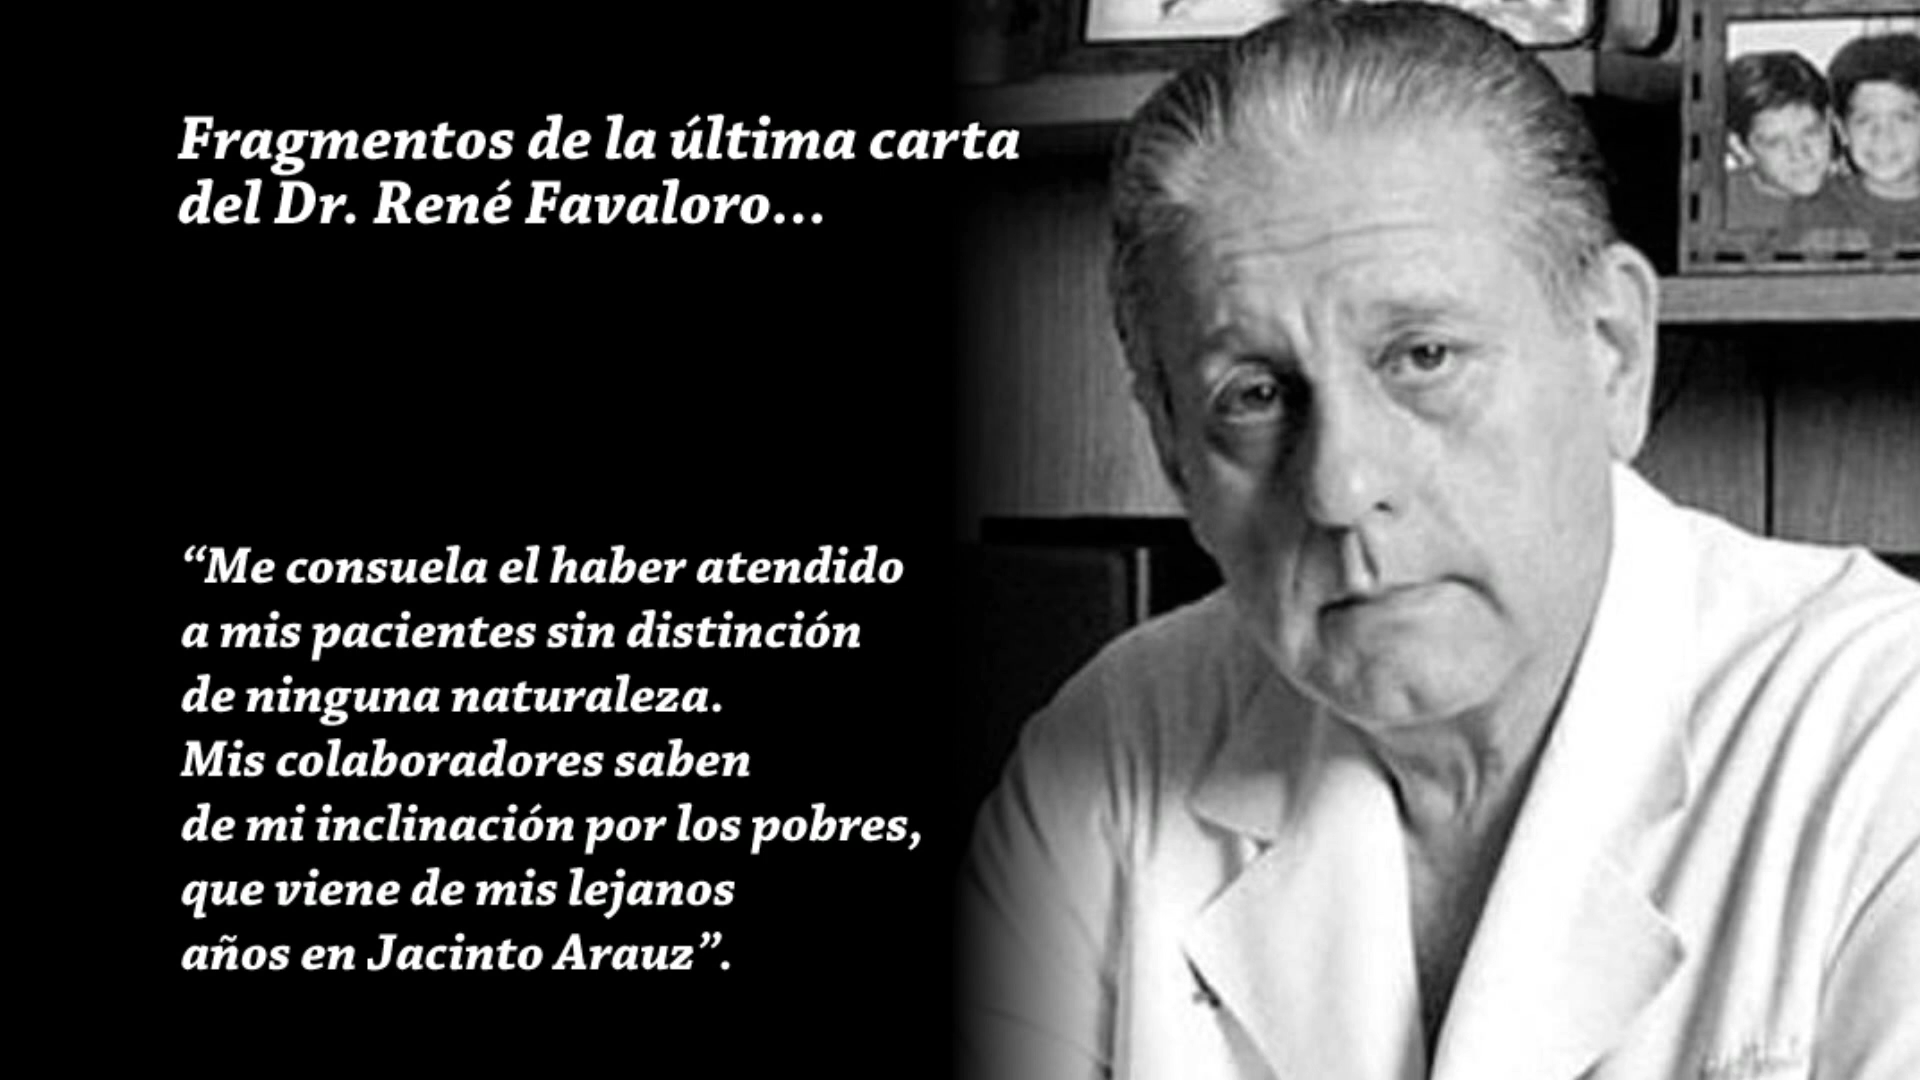 Fragmentos de la última carta
del Dr. René Favaloro...
“Me consuela el haber atendido
a mis pacientes sin distinción
de ninguna naturaleza.
Mis colaboradores saben
de mi inclinación por los pobres,
que viene de mis lejanos
años en Jacinto Arauz”.